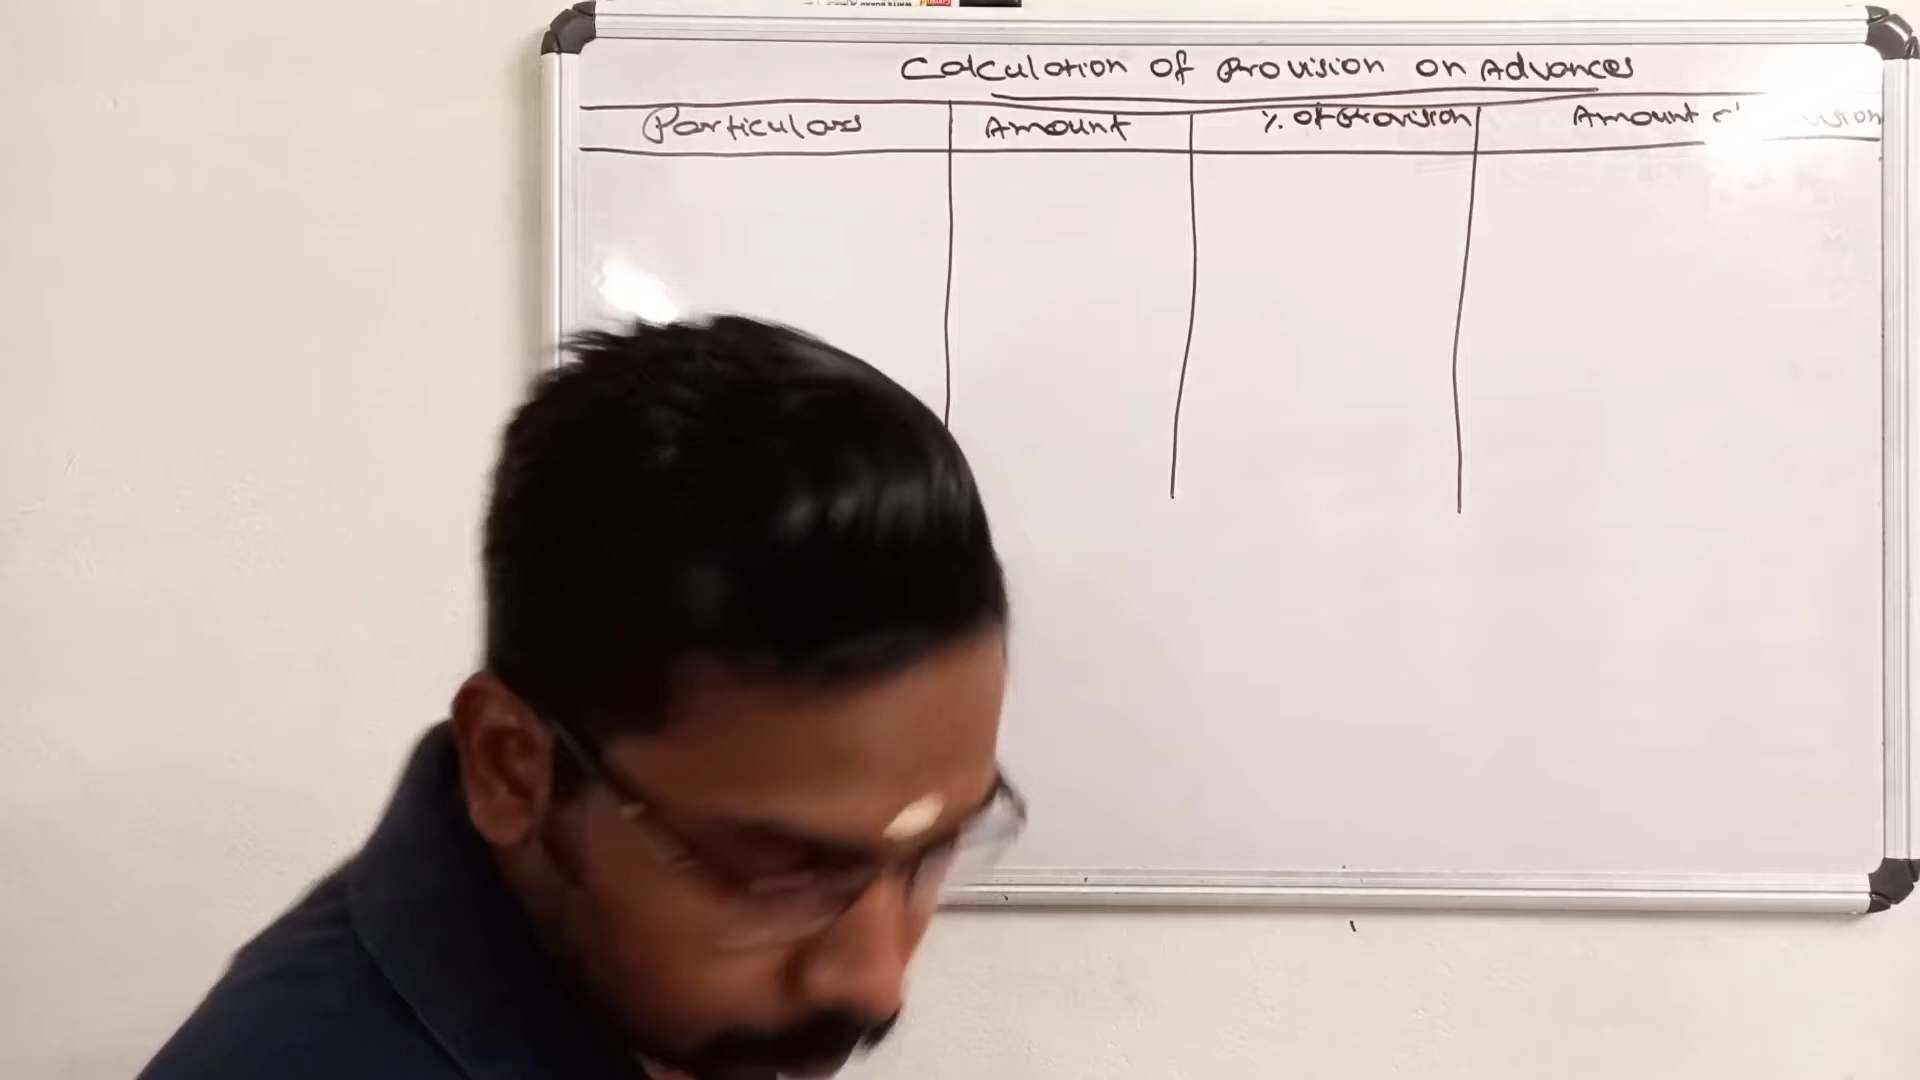 Calculation of Provision on Advances
Particulars Amount % of Provision Amount